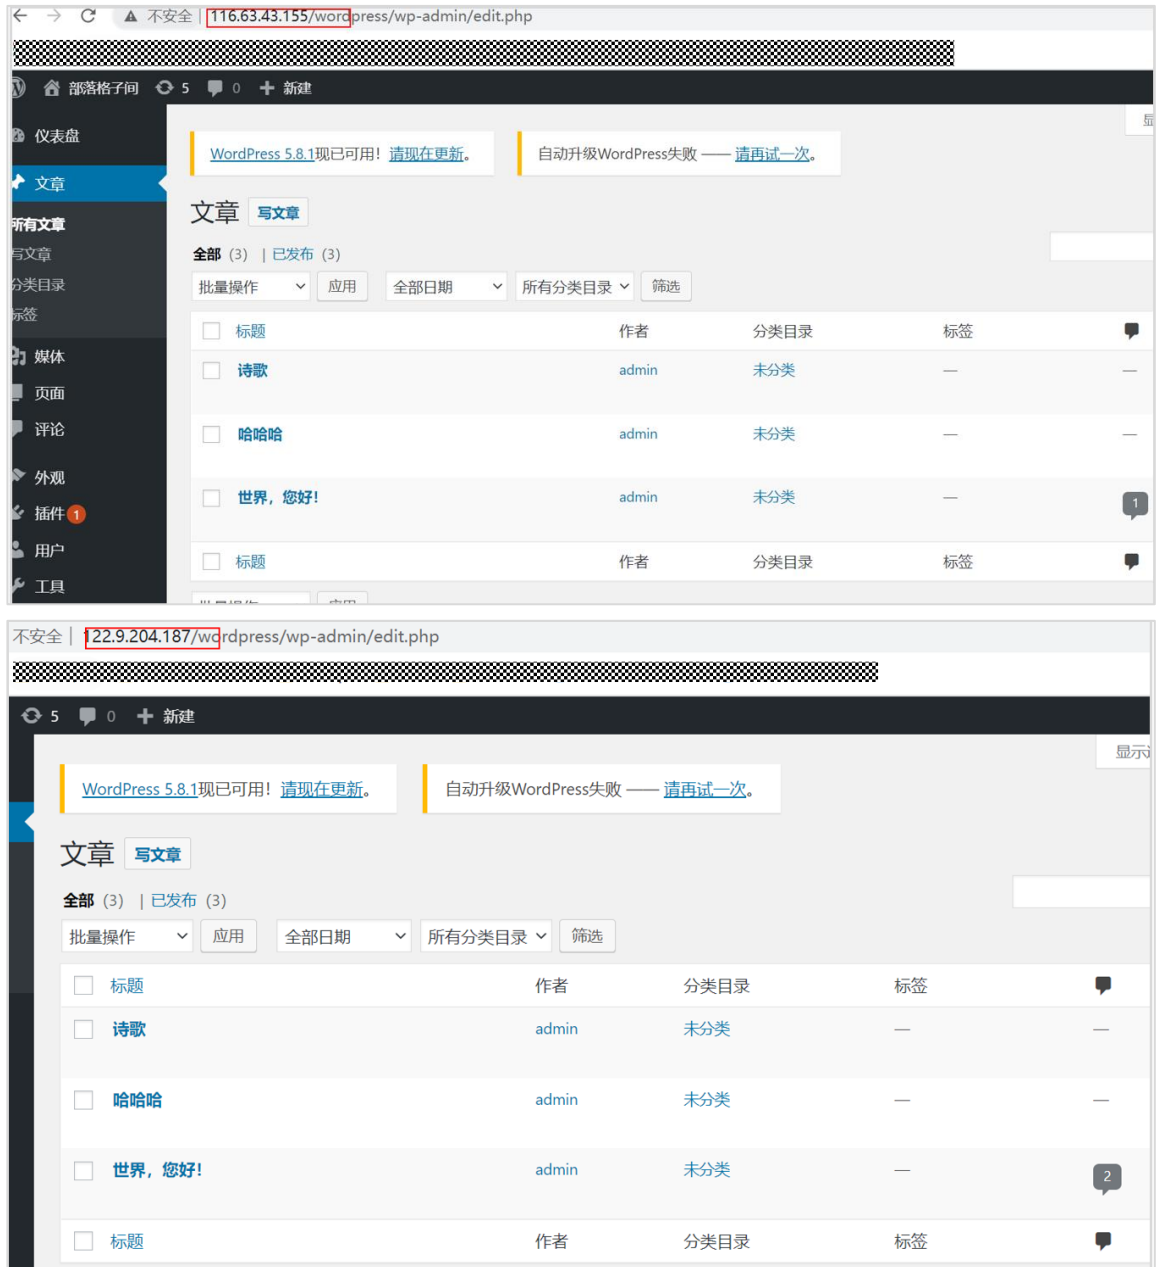 不安全 | 116.63.43.155/wordpress/wp-admin/edit.php
部落格子间 5 0 新建
仪表盘
WordPress 5.8.1现已可用！请现在更新。 自动升级WordPress失败 —— 请再试一次。
文章
文章 写文章
所有文章
全部 (3) | 已发布 (3)
写文章
分类目录
批量操作 应用 全部日期 所有分类目录 筛选
标签
标题 作者 分类目录 标签
媒体
诗歌 admin 未分类 — —
页面
评论
哈哈哈 admin 未分类 — —
外观
世界，您好！ admin 未分类 — 1
插件 1
用户
标题 作者 分类目录 标签
工具
不安全 | 122.9.204.187/wordpress/wp-admin/edit.php
5 0 新建
显示
WordPress 5.8.1现已可用！请现在更新。 自动升级WordPress失败 —— 请再试一次。
文章 写文章
全部 (3) | 已发布 (3)
批量操作 应用 全部日期 所有分类目录 筛选
标题 作者 分类目录 标签
诗歌 admin 未分类 — —
哈哈哈 admin 未分类 — —
世界，您好！ admin 未分类 — 2
标题 作者 分类目录 标签